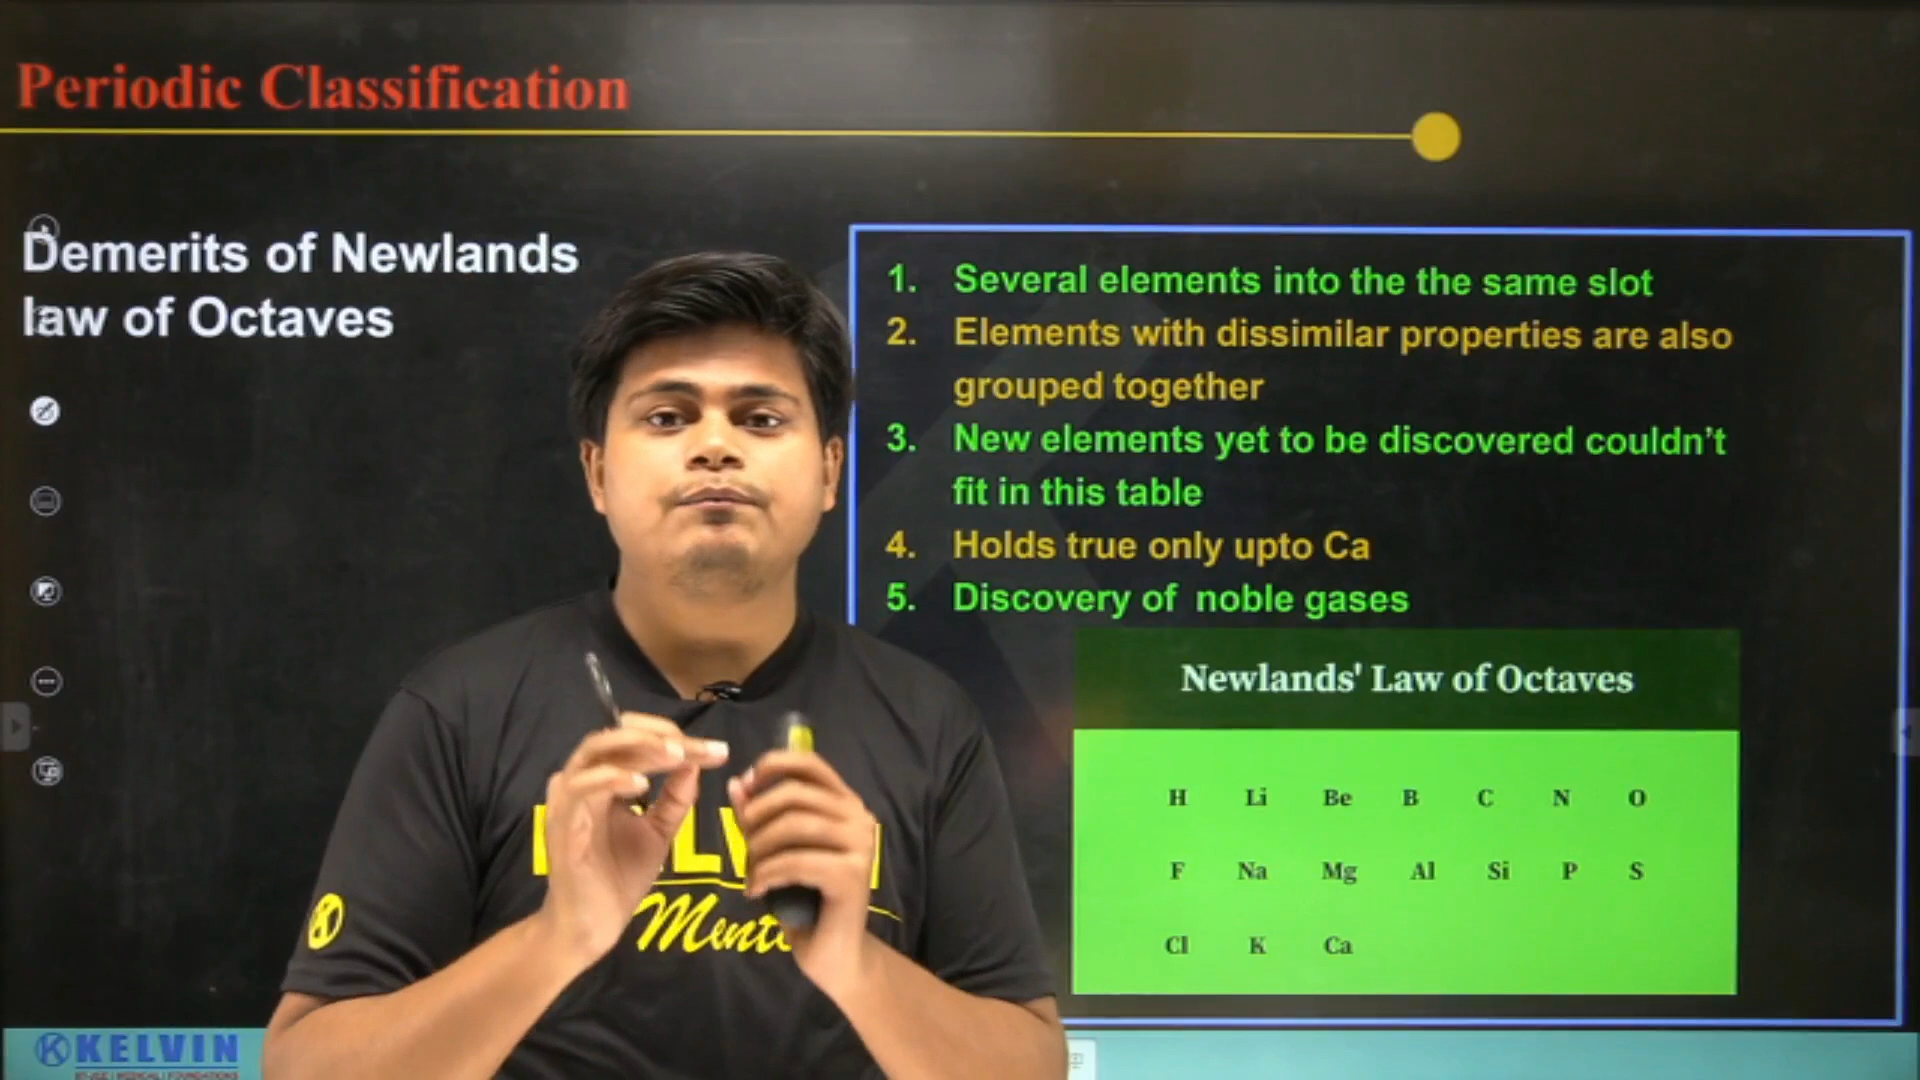 Periodic Classification
Demerits of Newlands
law of Octaves
1. Several elements into the the same slot
2. Elements with dissimilar properties are also
grouped together
3. New elements yet to be discovered couldn't
fit in this table
4. Holds true only upto Ca
5. Discovery of noble gases
Newlands' Law of Octaves
H Li Be B C N O
F Na Mg Al Si P S
Cl K Ca
K
KELVIN